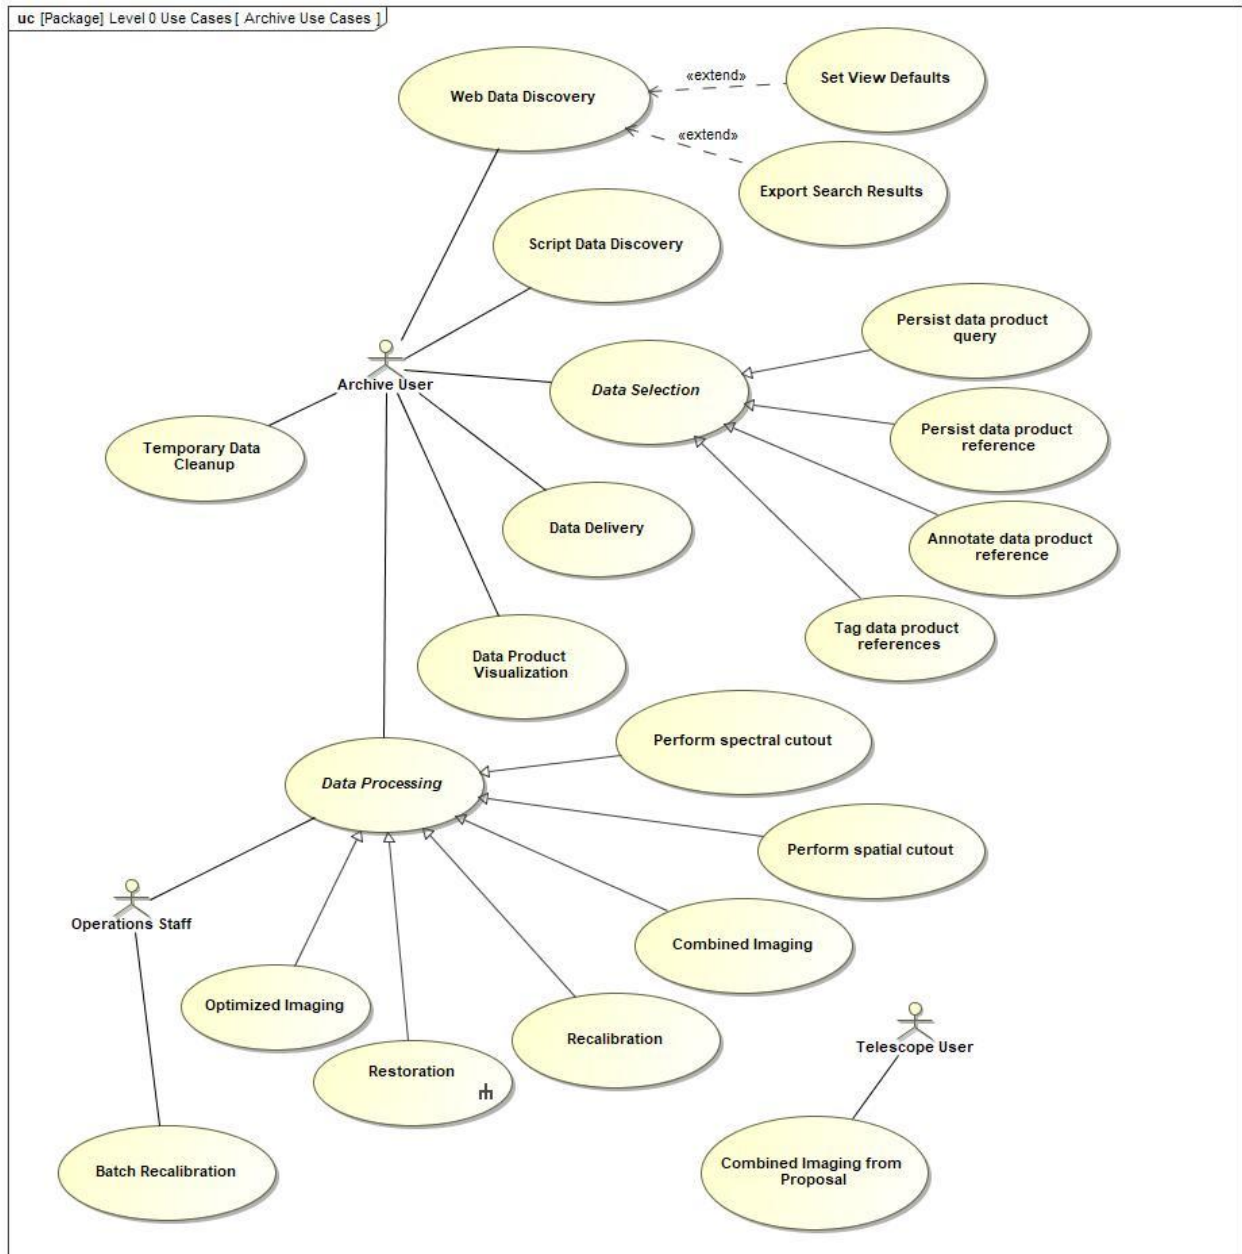 uc [Package] Level 0 Use Cases [ Archive Use Cases ]
Web Data Discovery
«extend»
Set View Defaults
«extend»
Export Search Results
Script Data Discovery
Persist data product
query
Archive User
Data Selection
Persist data product
reference
Temporary Data
Cleanup
Data Delivery
Annotate data product
reference
Tag data product
references
Data Product
Visualization
Perform spectral cutout
Data Processing
Perform spatial cutout
Operations Staff
Combined Imaging
Optimized Imaging
Recalibration
Telescope User
Restoration
Batch Recalibration
Combined Imaging from
Proposal